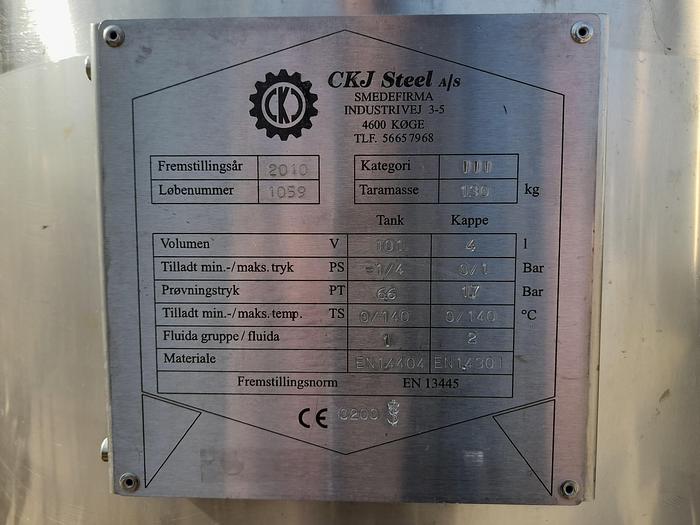 CKJ
CKJ Steel A/s
SMEDEFIRMA
INDUSTRIVEJ 3-5
4600 KØGE
TLF. 56657968
Fremstillingsår 2010 Kategori III
Løbenummer 1059 Taramasse 130 kg
Tank Kappe
Volumen V 101 4 l
Tilladt min.-/maks. tryk PS -1/4 0/1 Bar
Prøvningstryk PT 6.6 1.7 Bar
Tilladt min.-/maks. temp. TS 0/140 0/140 °C
Fluida gruppe / fluida 1 2
Materiale EN1.4404 EN1.4301
Fremstillingsnorm EN 13445
CE 0200